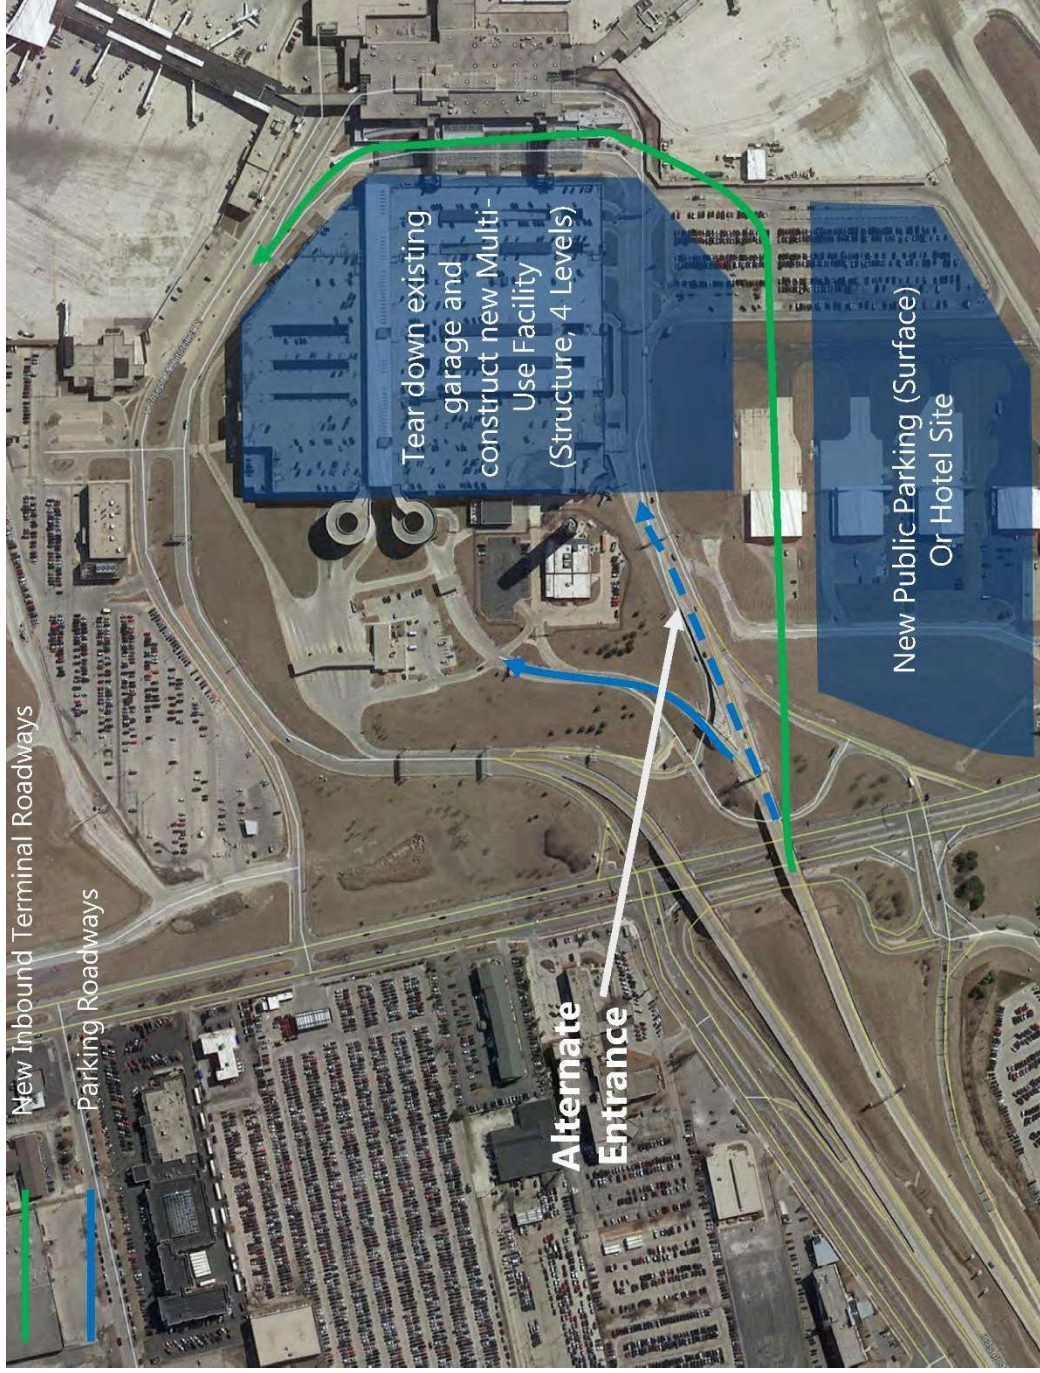 New Inbound Terminal Roadways
Parking Roadways
Tear down existing
garage and
construct new Multi-
Use Facility
(Structure, 4 Levels)
Alternate
Entrance
New Public Parking (Surface)
Or Hotel Site